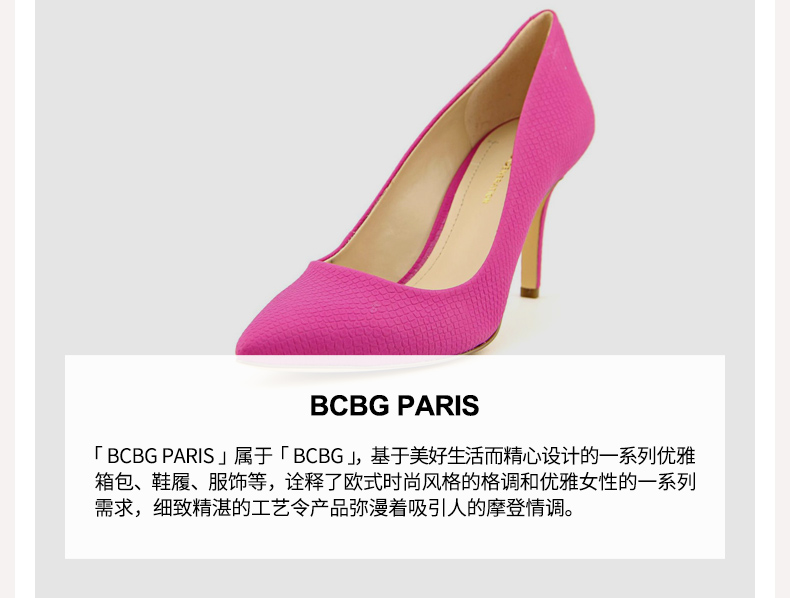 BCBG PARIS
「BCBG PARIS」属于「BCBG」，基于美好生活而精心设计的一系列优雅
箱包、鞋履、服饰等，诠释了欧式时尚风格的格调和优雅女性的一系列
需求，细致精湛的工艺令产品弥漫着吸引人的摩登情调。